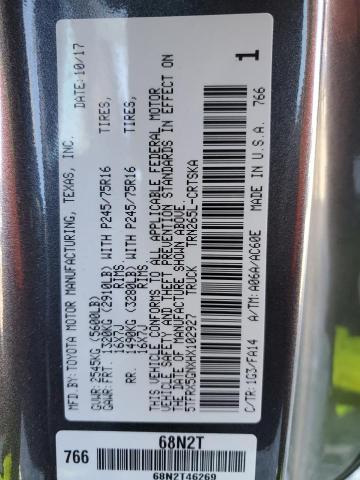 MFD. BY: TOYOTA MOTOR MANUFACTURING, TEXAS, INC. DATE: 10/17
GVWR: 2545KG (5600LB)
GAWR: FRT. 1320KG (2910LB) WITH P245/75R16 TIRES,
16X7J RIMS.
RR. 1490KG (3280LB) WITH P245/75R16 TIRES,
16X7J RIMS.
THIS VEHICLE CONFORMS TO ALL APPLICABLE FEDERAL MOTOR
VEHICLE SAFETY AND THEFT PREVENTION STANDARDS IN EFFECT ON
THE DATE OF MANUFACTURE SHOWN ABOVE.
5TFRX5GNXHX102927 TRUCK TRN265L-CRTSKA
C/TR: 1G3/FA14 A/TM: A06A/AC60E MADE IN U.S.A. 766
1
766 68N2T
68N2T46269